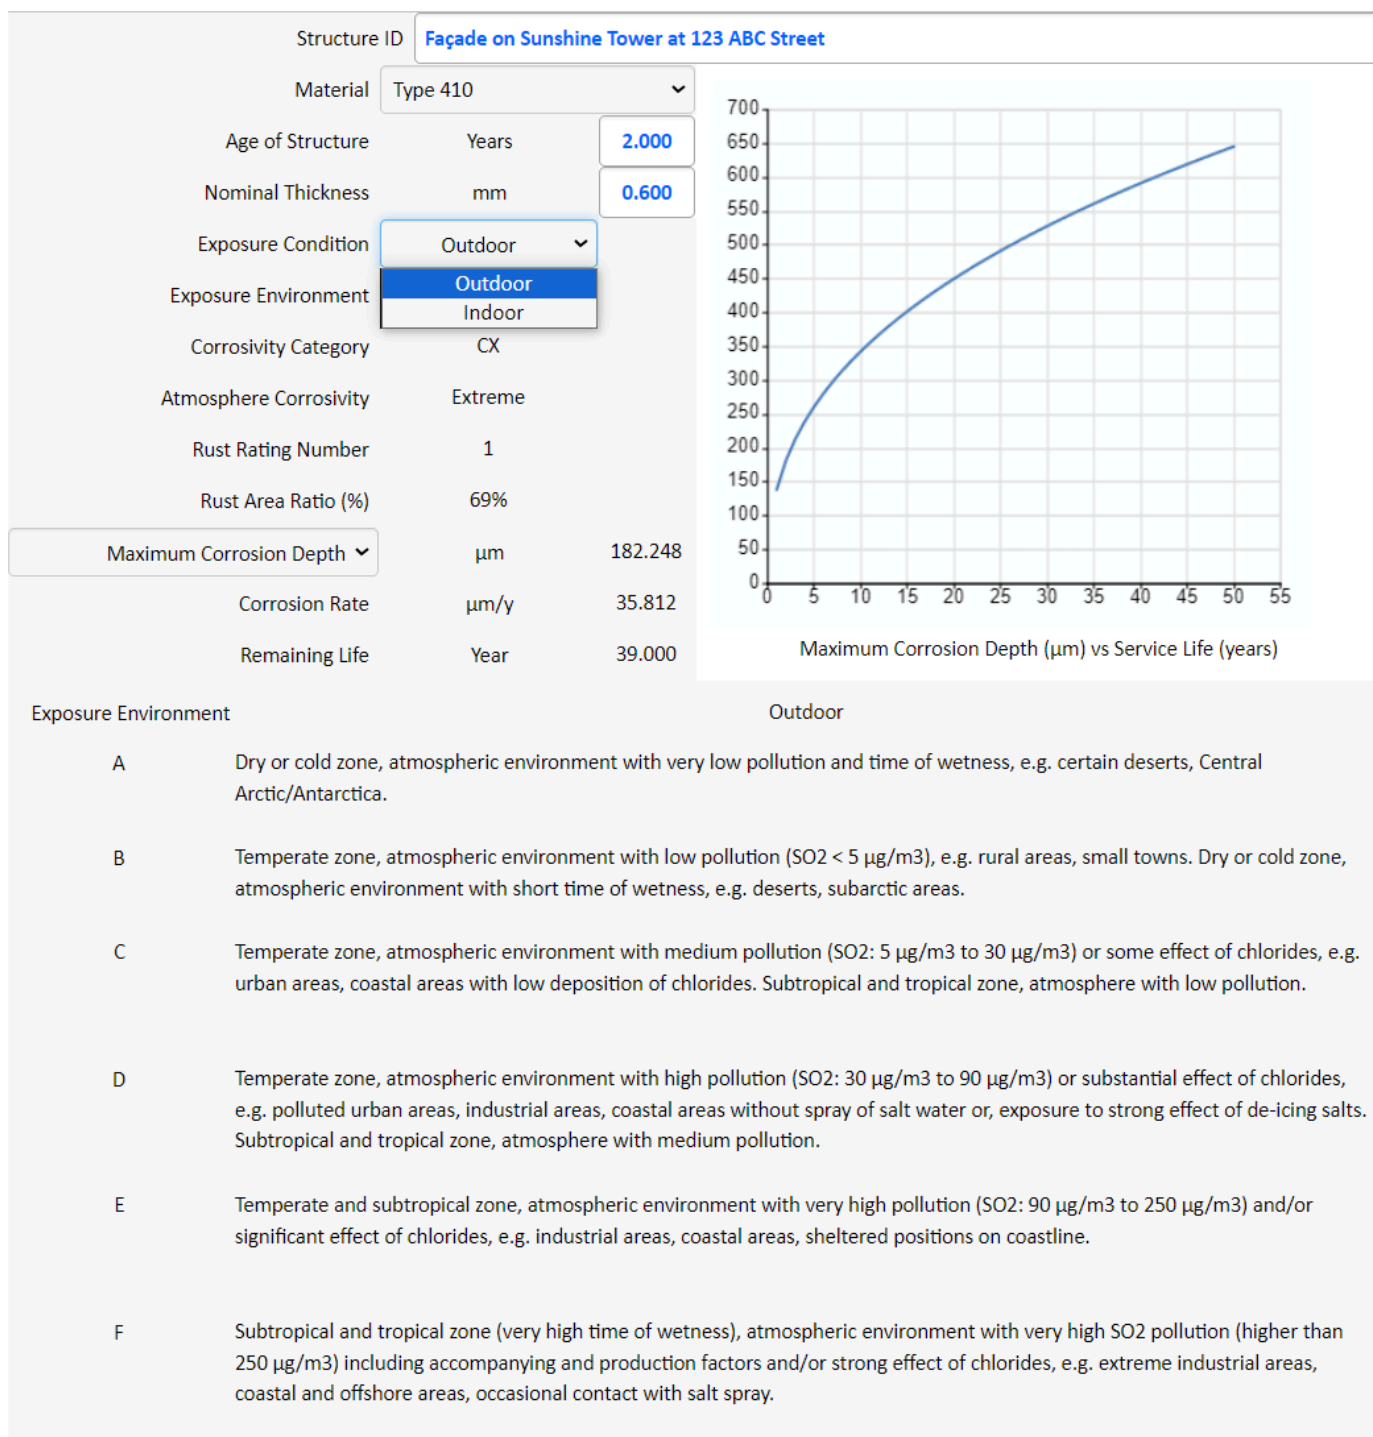 Structure ID Façade on Sunshine Tower at 123 ABC Street
Material Type 410
Age of Structure Years 2.000
Nominal Thickness mm 0.600
Exposure Condition Outdoor
Outdoor
Indoor
Exposure Environment
Corrosivity Category CX
Atmosphere Corrosivity Extreme
Rust Rating Number 1
Rust Area Ratio (%) 69%
Maximum Corrosion Depth µm 182.248
Corrosion Rate µm/y 35.812
Remaining Life Year 39.000
700
650
600
550
500
450
400
350
300
250
200
150
100
50
0
0 5 10 15 20 25 30 35 40 45 50 55
Maximum Corrosion Depth (µm) vs Service Life (years)
Exposure Environment Outdoor
A Dry or cold zone, atmospheric environment with very low pollution and time of wetness, e.g. certain deserts, Central
Arctic/Antarctica.
B Temperate zone, atmospheric environment with low pollution (SO2 < 5 µg/m3), e.g. rural areas, small towns. Dry or cold zone,
atmospheric environment with short time of wetness, e.g. deserts, subarctic areas.
C Temperate zone, atmospheric environment with medium pollution (SO2: 5 µg/m3 to 30 µg/m3) or some effect of chlorides, e.g.
urban areas, coastal areas with low deposition of chlorides. Subtropical and tropical zone, atmosphere with low pollution.
D Temperate zone, atmospheric environment with high pollution (SO2: 30 µg/m3 to 90 µg/m3) or substantial effect of chlorides,
e.g. polluted urban areas, industrial areas, coastal areas without spray of salt water or, exposure to strong effect of de-icing salts.
Subtropical and tropical zone, atmosphere with medium pollution.
E Temperate and subtropical zone, atmospheric environment with very high pollution (SO2: 90 µg/m3 to 250 µg/m3) and/or
significant effect of chlorides, e.g. industrial areas, coastal areas, sheltered positions on coastline.
F Subtropical and tropical zone (very high time of wetness), atmospheric environment with very high SO2 pollution (higher than
250 µg/m3) including accompanying and production factors and/or strong effect of chlorides, e.g. extreme industrial areas,
coastal and offshore areas, occasional contact with salt spray.